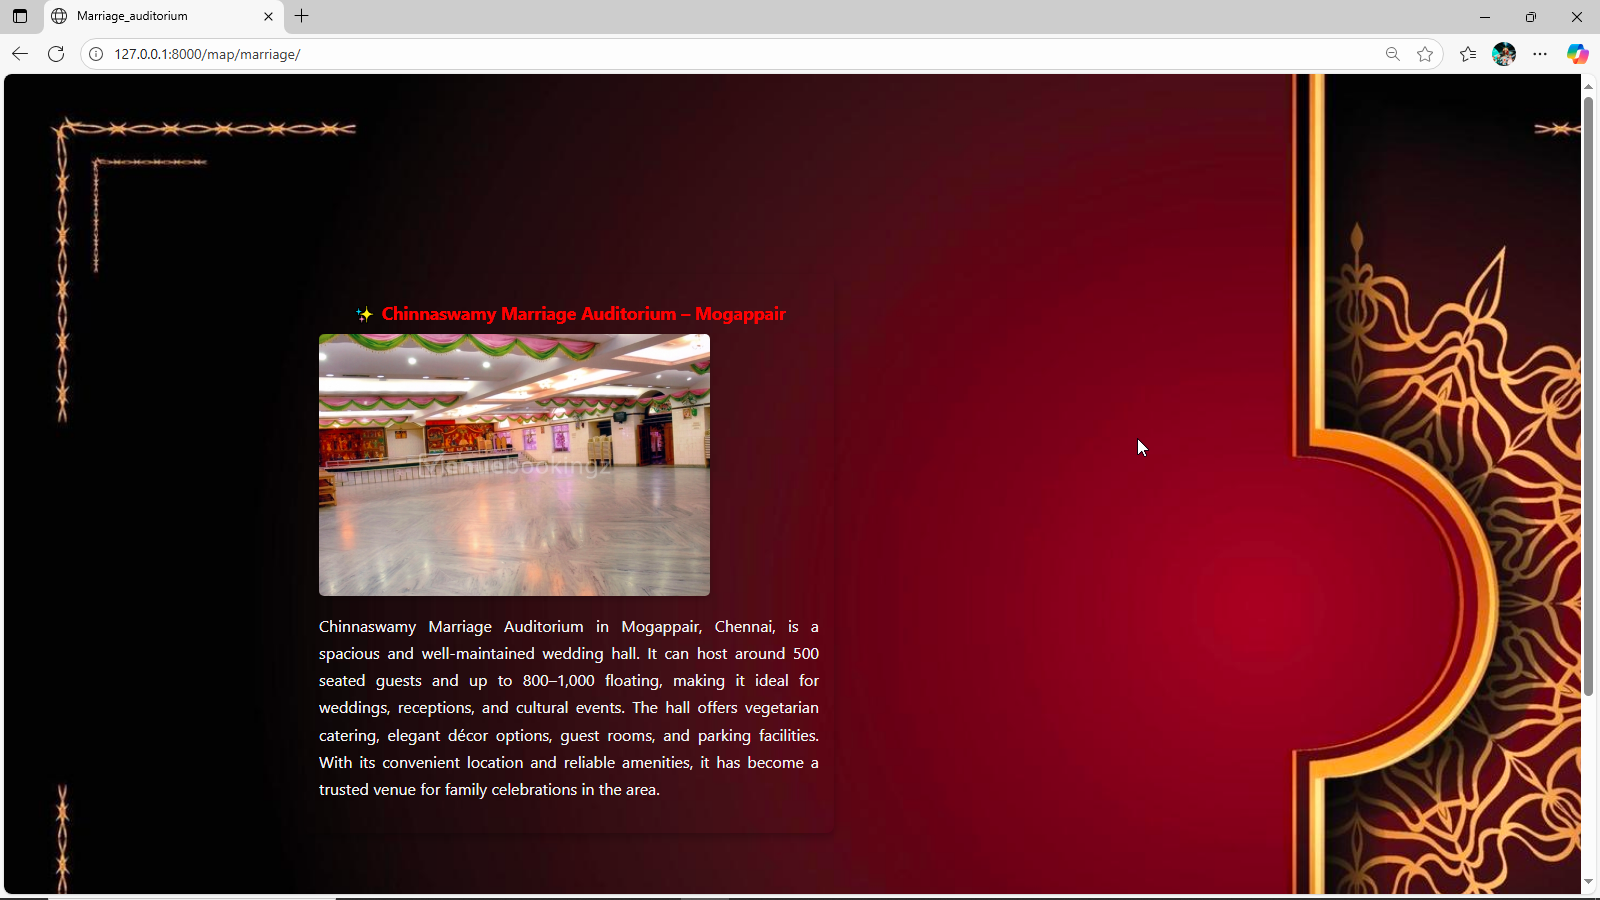 Marriage_auditorium
127.0.0.1:8000/map/marriage/
✨ Chinnaswamy Marriage Auditorium – Mogappair
Venuebookingz
Chinnaswamy Marriage Auditorium in Mogappair, Chennai, is a
spacious and well-maintained wedding hall. It can host around 500
seated guests and up to 800–1,000 floating, making it ideal for
weddings, receptions, and cultural events. The hall offers vegetarian
catering, elegant décor options, guest rooms, and parking facilities.
With its convenient location and reliable amenities, it has become a
trusted venue for family celebrations in the area.